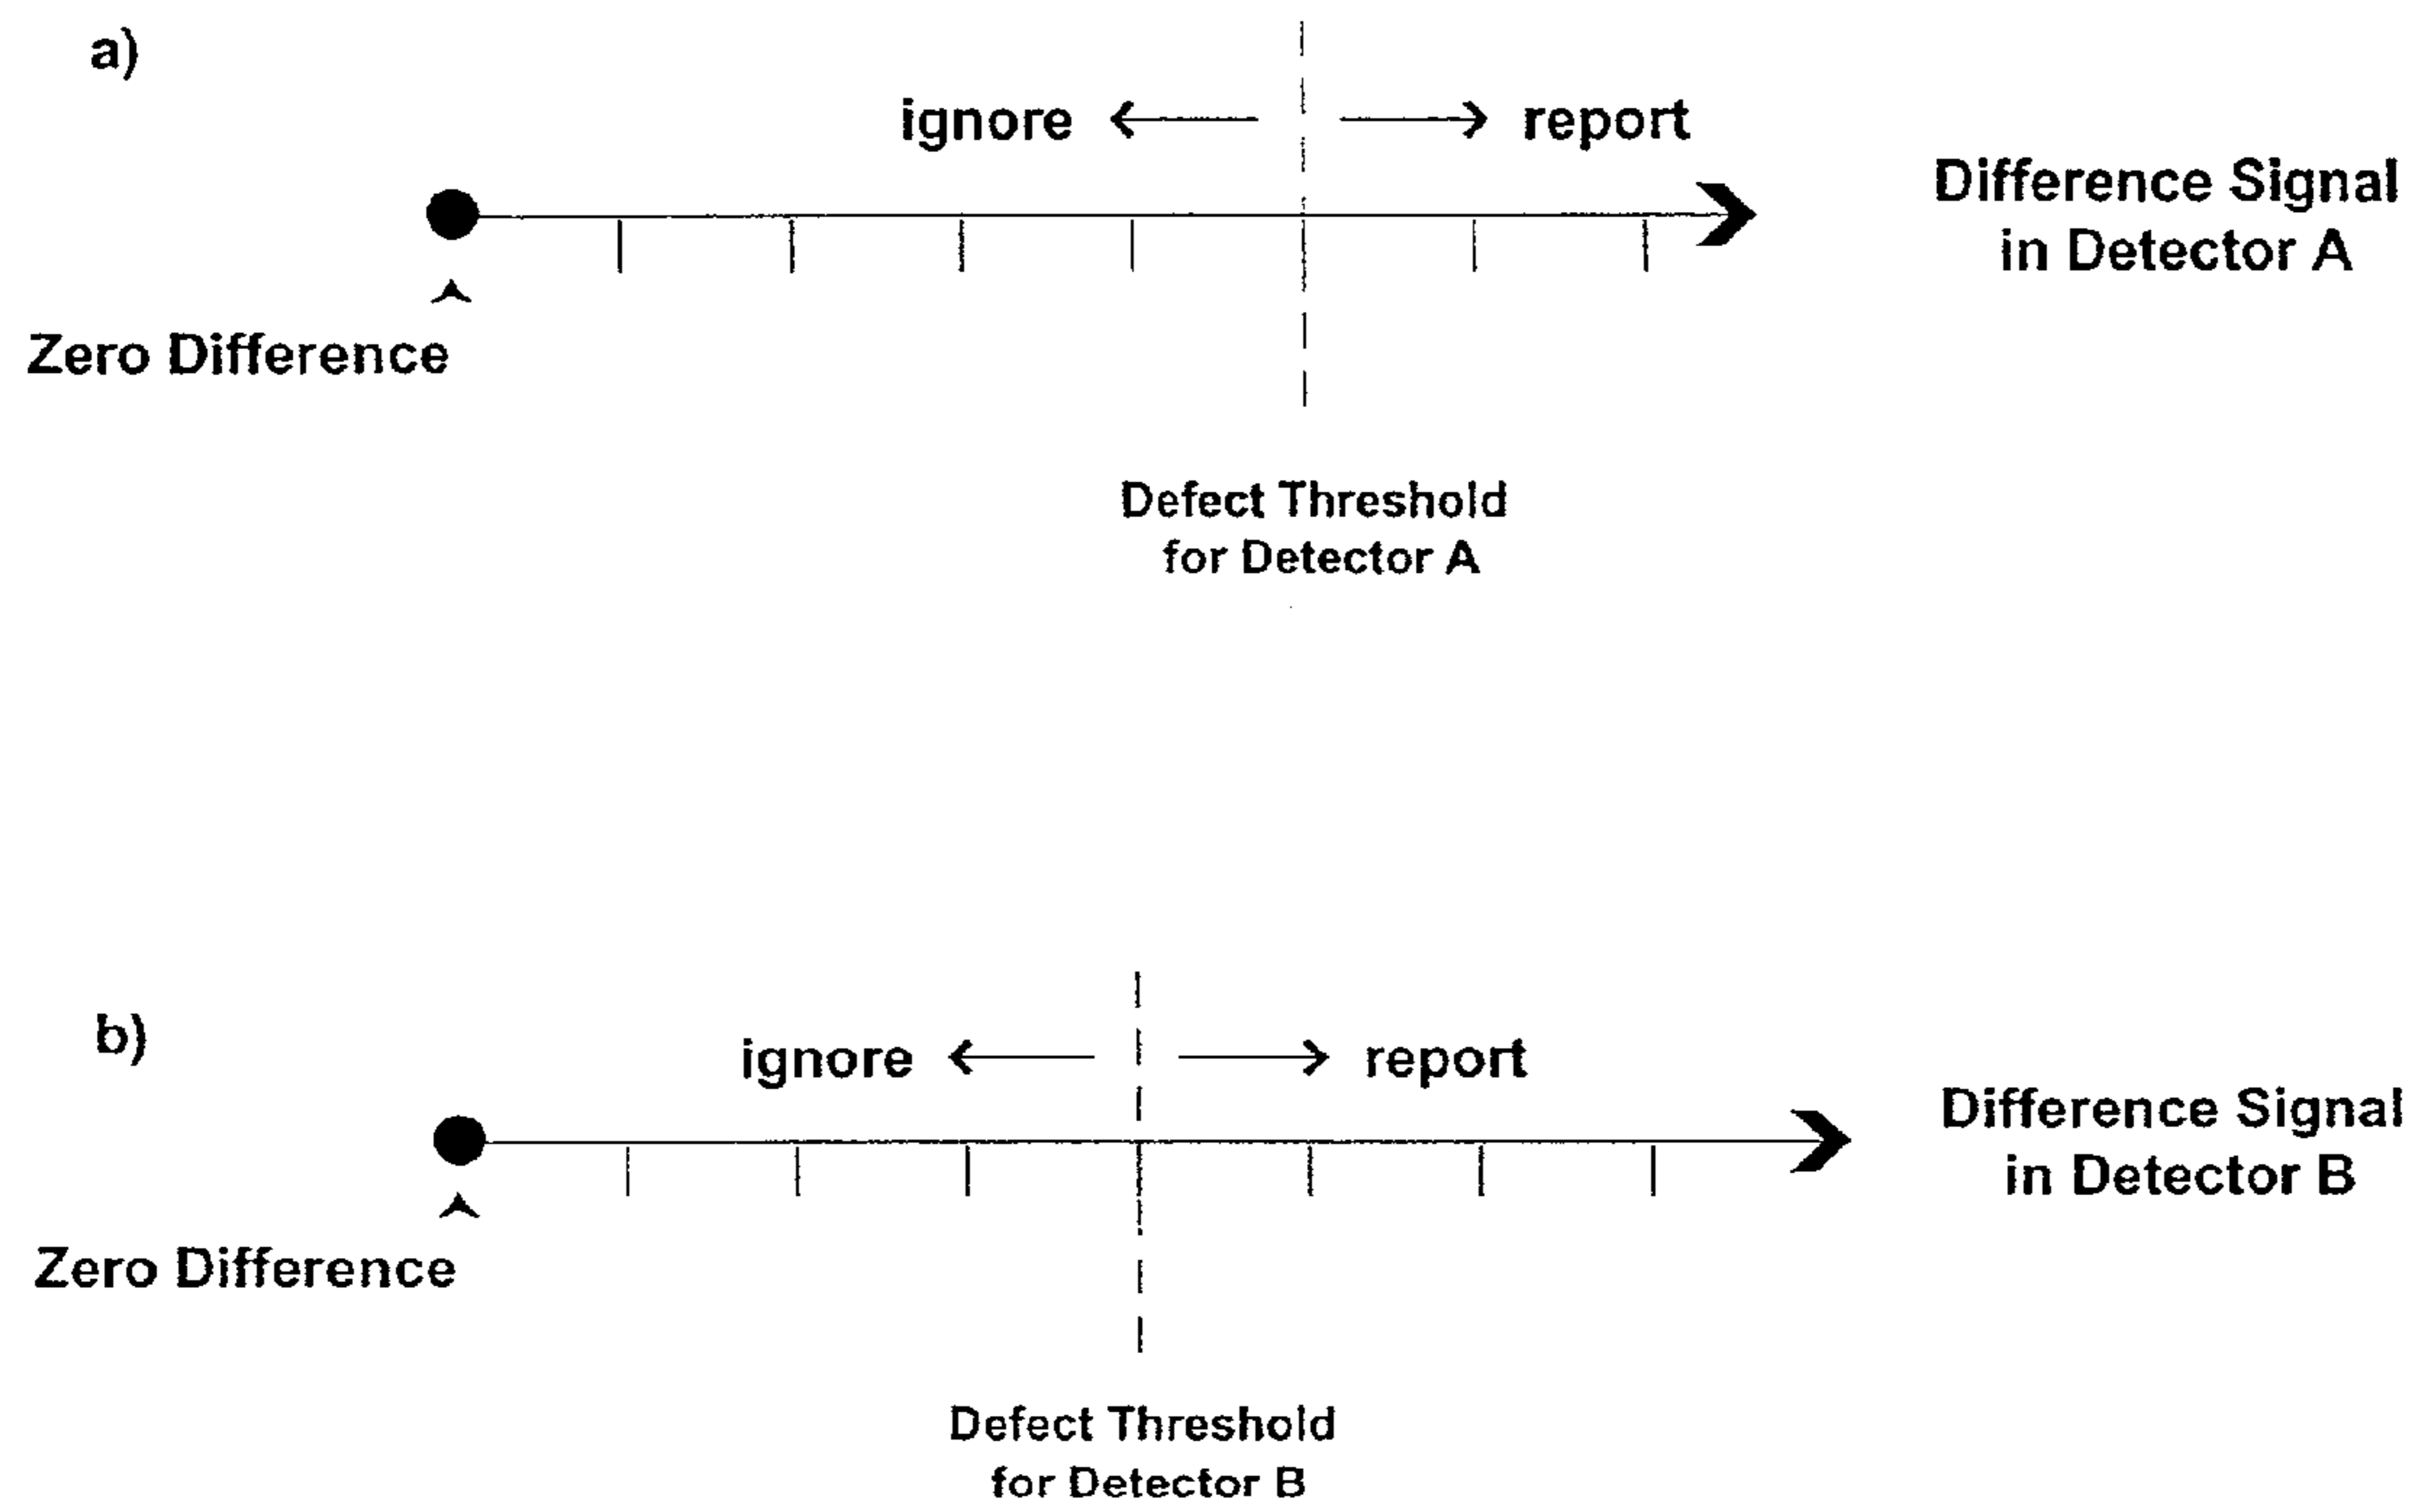 a)
ignore
report
Difference Signal
in Detector A
Zero Difference
Defect Threshold
for Detector A
b)
ignore
report
Difference Signal
in Detector B
Zero Difference
Defect Threshold
for Detector B